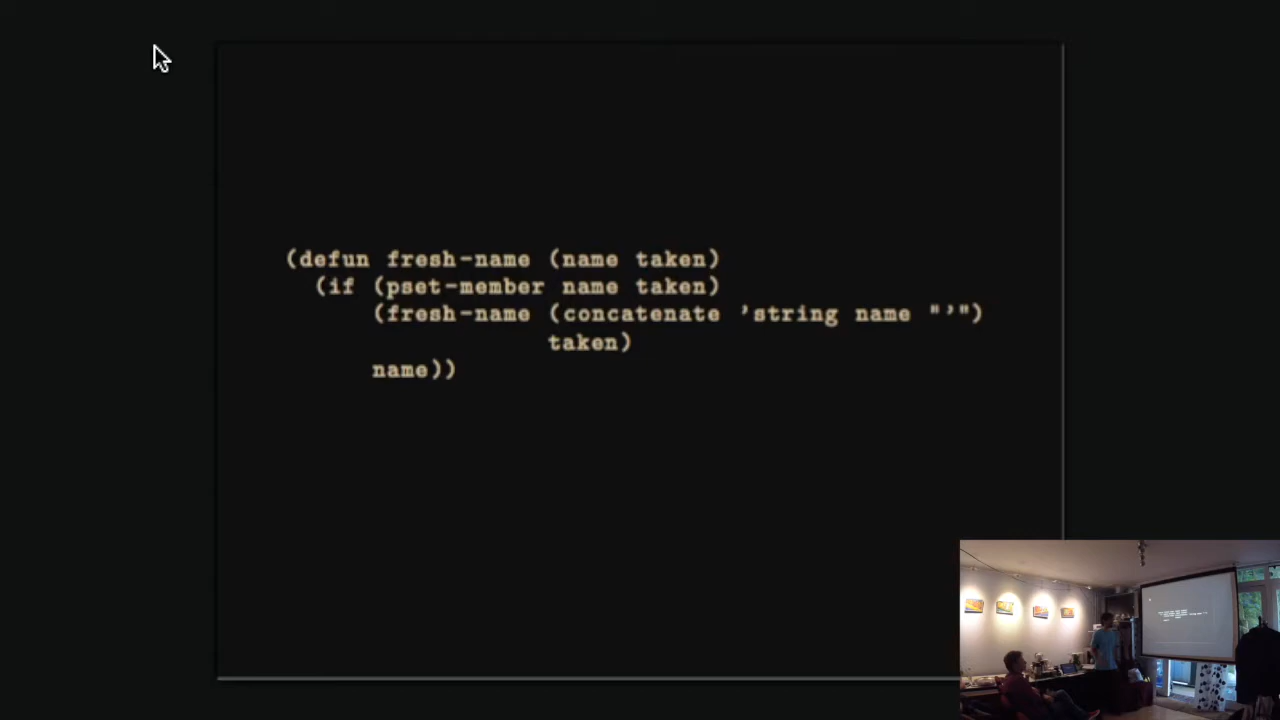 (defun fresh-name (name taken)
  (if (pset-member name taken)
      (fresh-name (concatenate 'string name "'")
                  taken)
      name))